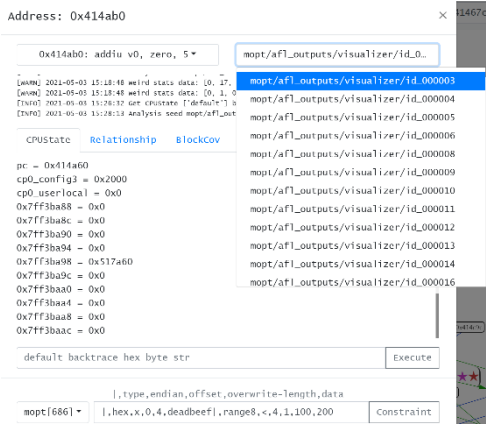 Address: 0x414ab0
×
41467c
0x414ab0: addiu v0, zero, 5
mopt/afl_outputs/visualizer/id_0…
[WARN] 2021-05-03 15:18:48 weird stats data: [0, 17,
[WARN] 2021-05-03 15:18:48 weird stats data: [0, 1, 0
[INFO] 2021-05-03 15:26:32 Get CPUState ['default'] b
[INFO] 2021-05-03 15:28:13 Analysis seed mopt/afl_out
mopt/afl_outputs/visualizer/id_000003
mopt/afl_outputs/visualizer/id_000004
mopt/afl_outputs/visualizer/id_000005
mopt/afl_outputs/visualizer/id_000006
mopt/afl_outputs/visualizer/id_000008
mopt/afl_outputs/visualizer/id_000009
mopt/afl_outputs/visualizer/id_000010
mopt/afl_outputs/visualizer/id_000011
mopt/afl_outputs/visualizer/id_000012
mopt/afl_outputs/visualizer/id_000013
mopt/afl_outputs/visualizer/id_000014
mopt/afl_outputs/visualizer/id_000016
CPUState Relationship BlockCov
pc = 0x414a60
cp0_config3 = 0x2000
cp0_userlocal = 0x0
0x7ff3ba88 = 0x0
0x7ff3ba8c = 0x0
0x7ff3ba90 = 0x0
0x7ff3ba94 = 0x0
0x7ff3ba98 = 0x517a60
0x7ff3ba9c = 0x0
0x7ff3baa0 = 0x0
0x7ff3baa4 = 0x0
0x7ff3baa8 = 0x0
0x7ff3baac = 0x0
default backtrace hex byte str
Execute
|,type,endian,offset,overwrite-length,data
mopt[686]
|,hex,x,0,4,deadbeef|,range8,<,4,1,100,200
Constraint